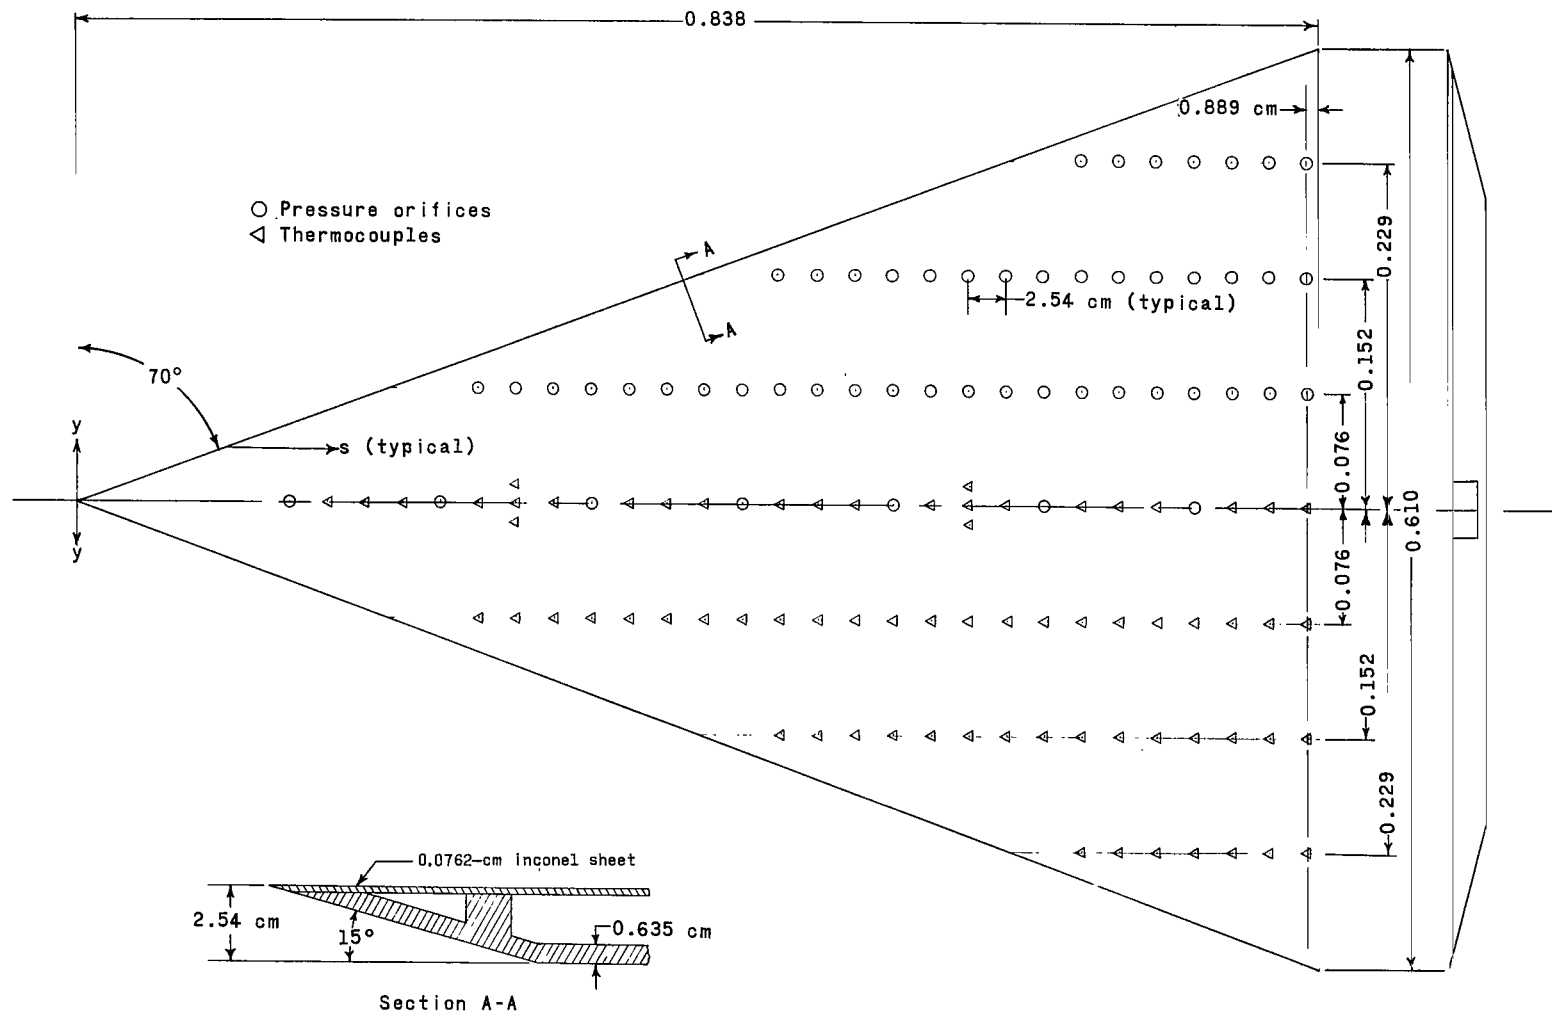 0.838
0.889 cm
Pressure orifices
Thermocouples
A
A
2.54 cm (typical)
0.229
0.152
70°
s (typical)
y
y
0.076
0.610
0.076
0.152
0.229
0.0762-cm inconel sheet
2.54 cm
15°
0.635 cm
Section A-A